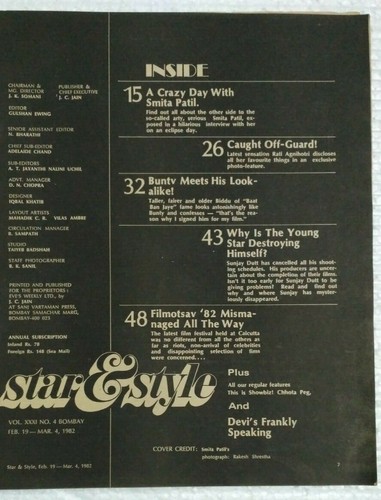 CHAIRMAN &
MG. DIRECTOR
J. K. SOMANI
PUBLISHER &
CHIEF EXECUTIVE
J. C. JAIN
EDITOR
GULSHAN EWING
SENIOR ASSISTANT EDITOR
N. BHARATHI
CHIEF SUB-EDITOR
ADELAIDE CHAND
SUB-EDITORS
A. T. JAYANTHI NALINI UCHIL
ADVT. MANAGER
D. N. CHOPRA
DESIGNER
IQBAL KHATIB
LAYOUT ARTISTS
MAHADIK C. B. VILAS AMBRE
CIRCULATION MANAGER
R. SAMPATH
STUDIO
TAIYEB BADSHAH
STAFF PHOTOGRAPHER
B. K. SANIL
PRINTED AND PUBLISHED
FOR THE PROPRIETORS:
EVE'S WEEKLY LTD., by
J. C. JAIN
AT SANJ VARTAMAN PRESS,
BOMBAY SAMACHAR MARG,
BOMBAY-400 023
ANNUAL SUBSCRIPTION
Inland Rs. 78
Foreign Rs. 148 (Sea Mail)
star & style
VOL. XXXI NO. 4 BOMBAY
FEB. 19 — MAR. 4, 1982
INSIDE
15 A Crazy Day With
Smita Patil.
Find out all about the other side to the
so-called arty, serious Smita Patil, ex-
posed in a hilarious interview with her
on an eclipse day.
26 Caught Off-Guard!
Latest sensation Rati Agnihotri discloses
all her favourite things in an exclusive
photo-feature.
32 Bunty Meets His Look-
alike!
Taller, fairer and older Biddu of "Baat
Ban Jaye" fame looks astonishingly like
Bunty and confesses — "that's the rea-
son why I signed him for my film."
43 Why Is The Young
Star Destroying
Himself?
Sunjay Dutt has cancelled all his shoot-
ing schedules. His producers are uncer-
tain about the completion of their films.
Isn't it too early for Sunjay Dutt to be
giving problems? Read and find out
why and where Sunjay has myster-
iously disappeared.
48 Filmotsav '82 Misma-
naged All The Way
The latest film festival held at Calcutta
was no different from all the others as
far as riots, non-arrival of celebrities
and disappointing selection of films
were concerned....
Plus
All our regular features
This is Showbiz! Chhota Peg,
And
Devi's Frankly
Speaking
COVER CREDIT: Smita Patil's
photograph: Rakesh Shrestha
Star & Style, Feb. 19—Mar. 4, 1982
7